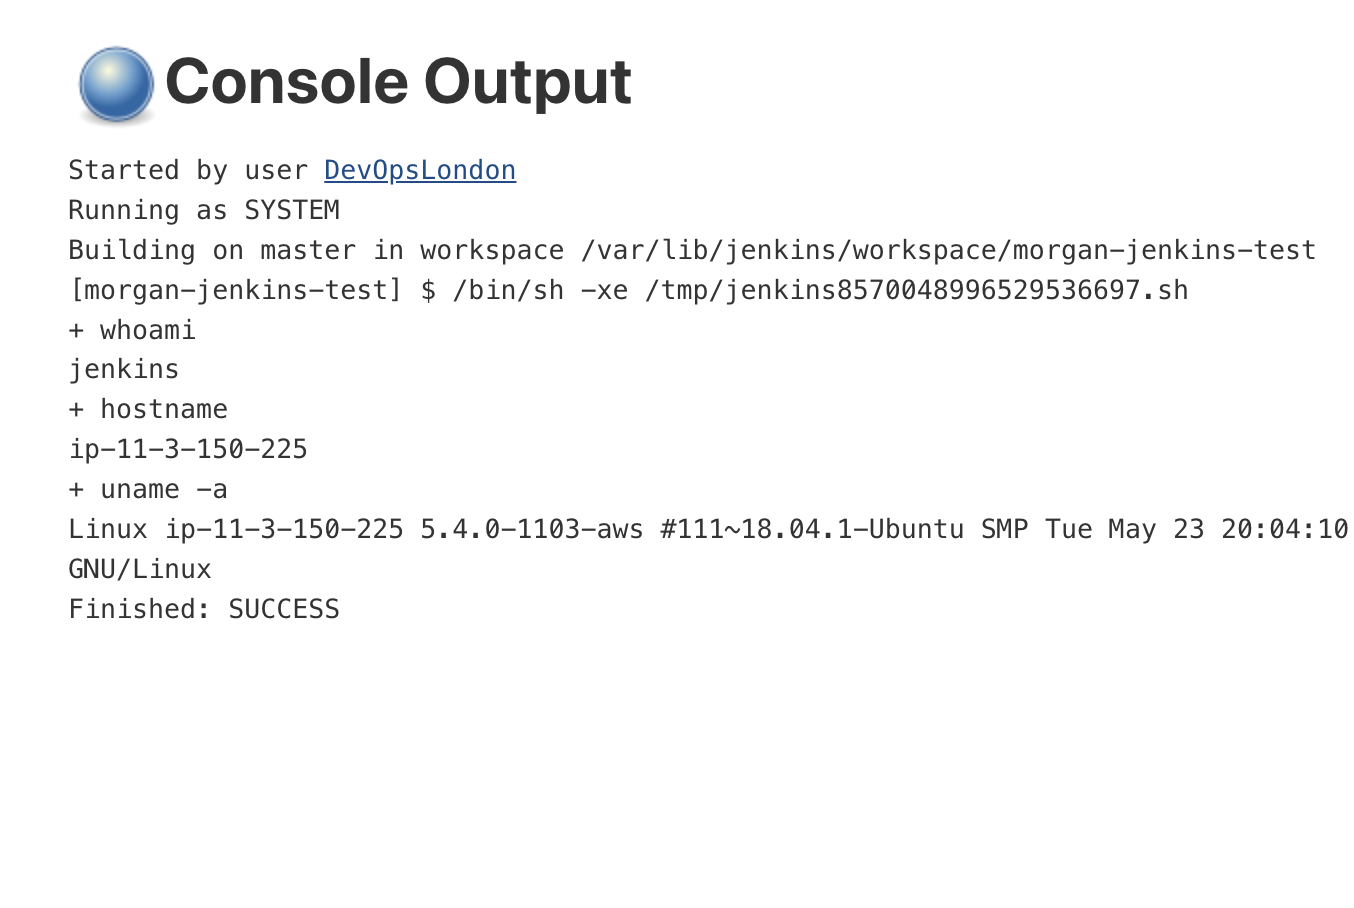 Console Output
Started by user DevOpsLondon
Running as SYSTEM
Building on master in workspace /var/lib/jenkins/workspace/morgan-jenkins-test
[morgan-jenkins-test] $ /bin/sh -xe /tmp/jenkins8570048996529536697.sh
+ whoami
jenkins
+ hostname
ip-11-3-150-225
+ uname -a
Linux ip-11-3-150-225 5.4.0-1103-aws #111~18.04.1-Ubuntu SMP Tue May 23 20:04:10
GNU/Linux
Finished: SUCCESS